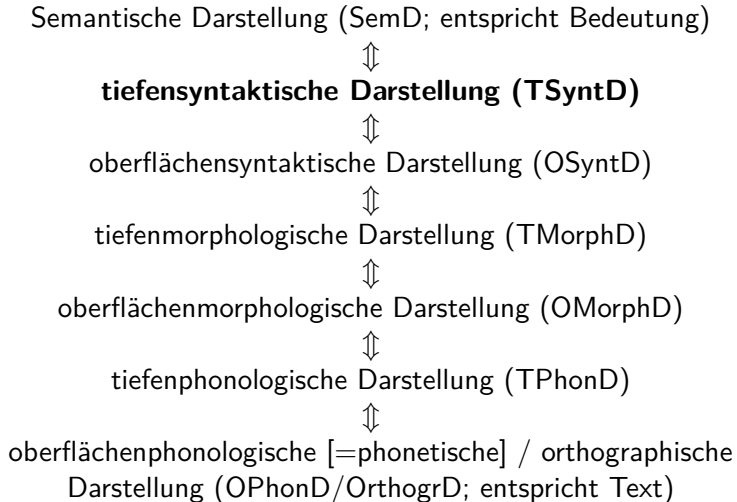 Semantische Darstellung (SemD; entspricht Bedeutung)
⇕
tiefensyntaktische Darstellung (TSyntD)
⇕
oberflächensyntaktische Darstellung (OSyntD)
⇕
tiefenmorphologische Darstellung (TMorphD)
⇕
oberflächenmorphologische Darstellung (OMorphD)
⇕
tiefenphonologische Darstellung (TPhonD)
⇕
oberflächenphonologische [=phonetische] / orthographische
Darstellung (OPhonD/OrthogrD; entspricht Text)